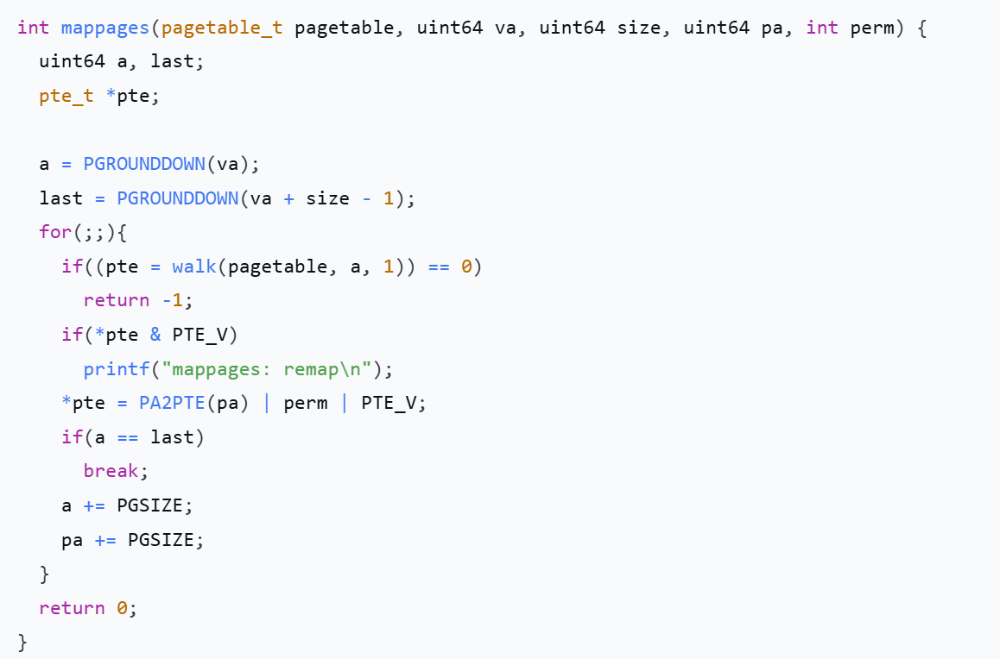 int mappages(pagetable_t pagetable, uint64 va, uint64 size, uint64 pa, int perm) {
  uint64 a, last;
  pte_t *pte;

  a = PGROUNDDOWN(va);
  last = PGROUNDDOWN(va + size - 1);
  for(;;){
    if((pte = walk(pagetable, a, 1)) == 0)
      return -1;
    if(*pte & PTE_V)
      printf("mappages: remap\n");
    *pte = PA2PTE(pa) | perm | PTE_V;
    if(a == last)
      break;
    a += PGSIZE;
    pa += PGSIZE;
  }
  return 0;
}